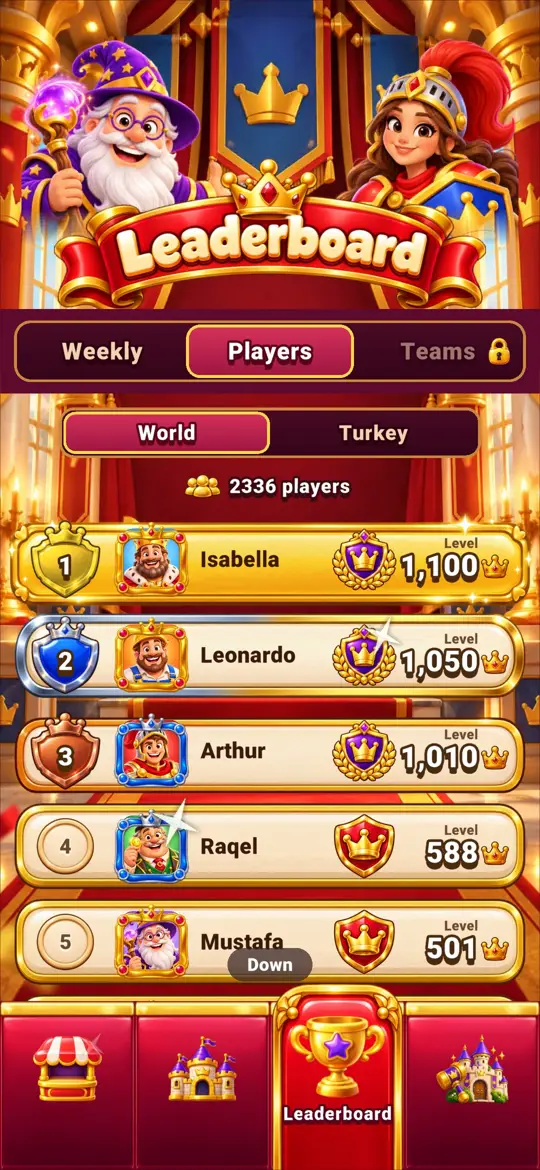 Leaderboard
Weekly
Players
Teams
World
Turkey
2336 players
1
Isabella
Level
1,100
2
Leonardo
Level
1,050
3
Arthur
Level
1,010
4
Raqel
Level
588
5
Mustafa
Level
501
Down
Leaderboard